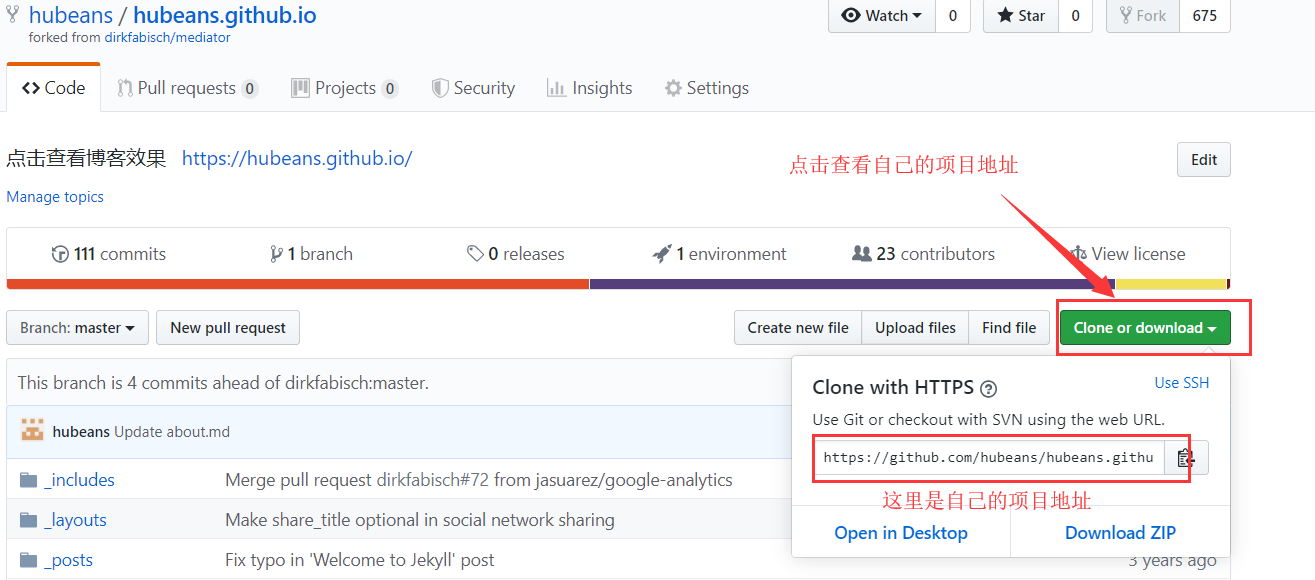 hubeans / hubeans.github.io
Watch 0 Star 0 Fork 675
forked from dirkfabisch/mediator
Code Pull requests 0 Projects 0 Security Insights Settings
点击查看博客效果 https://hubeans.github.io/
点击查看自己的项目地址
Edit
Manage topics
111 commits 1 branch 0 releases 1 environment 23 contributors View license
Branch: master New pull request Create new file Upload files Find file Clone or download
This branch is 4 commits ahead of dirkfabisch:master.
hubeans Update about.md
_includes Merge pull request dirkfabisch#72 from jasuarez/google-analytics
_layouts Make share_title optional in social network sharing
_posts Fix typo in 'Welcome to Jekyll' post
Clone with HTTPS ? Use SSH
Use Git or checkout with SVN using the web URL.
https://github.com/hubeans/hubeans.githu
这里是自己的项目地址
Open in Desktop Download ZIP
3 years ago